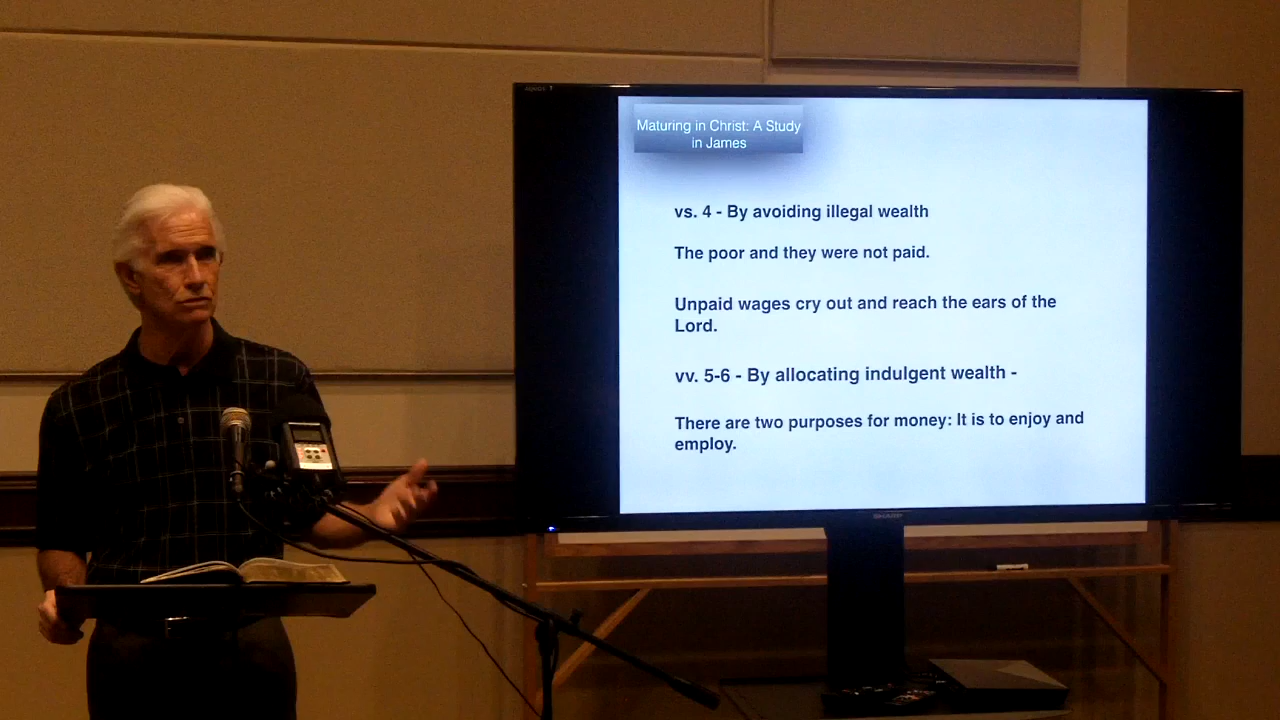 AQUOS
Maturing in Christ: A Study
in James
vs. 4 - By avoiding illegal wealth
The poor and they were not paid.
Unpaid wages cry out and reach the ears of the
Lord.
vv. 5-6 - By allocating indulgent wealth -
There are two purposes for money: It is to enjoy and
employ.
SHARP